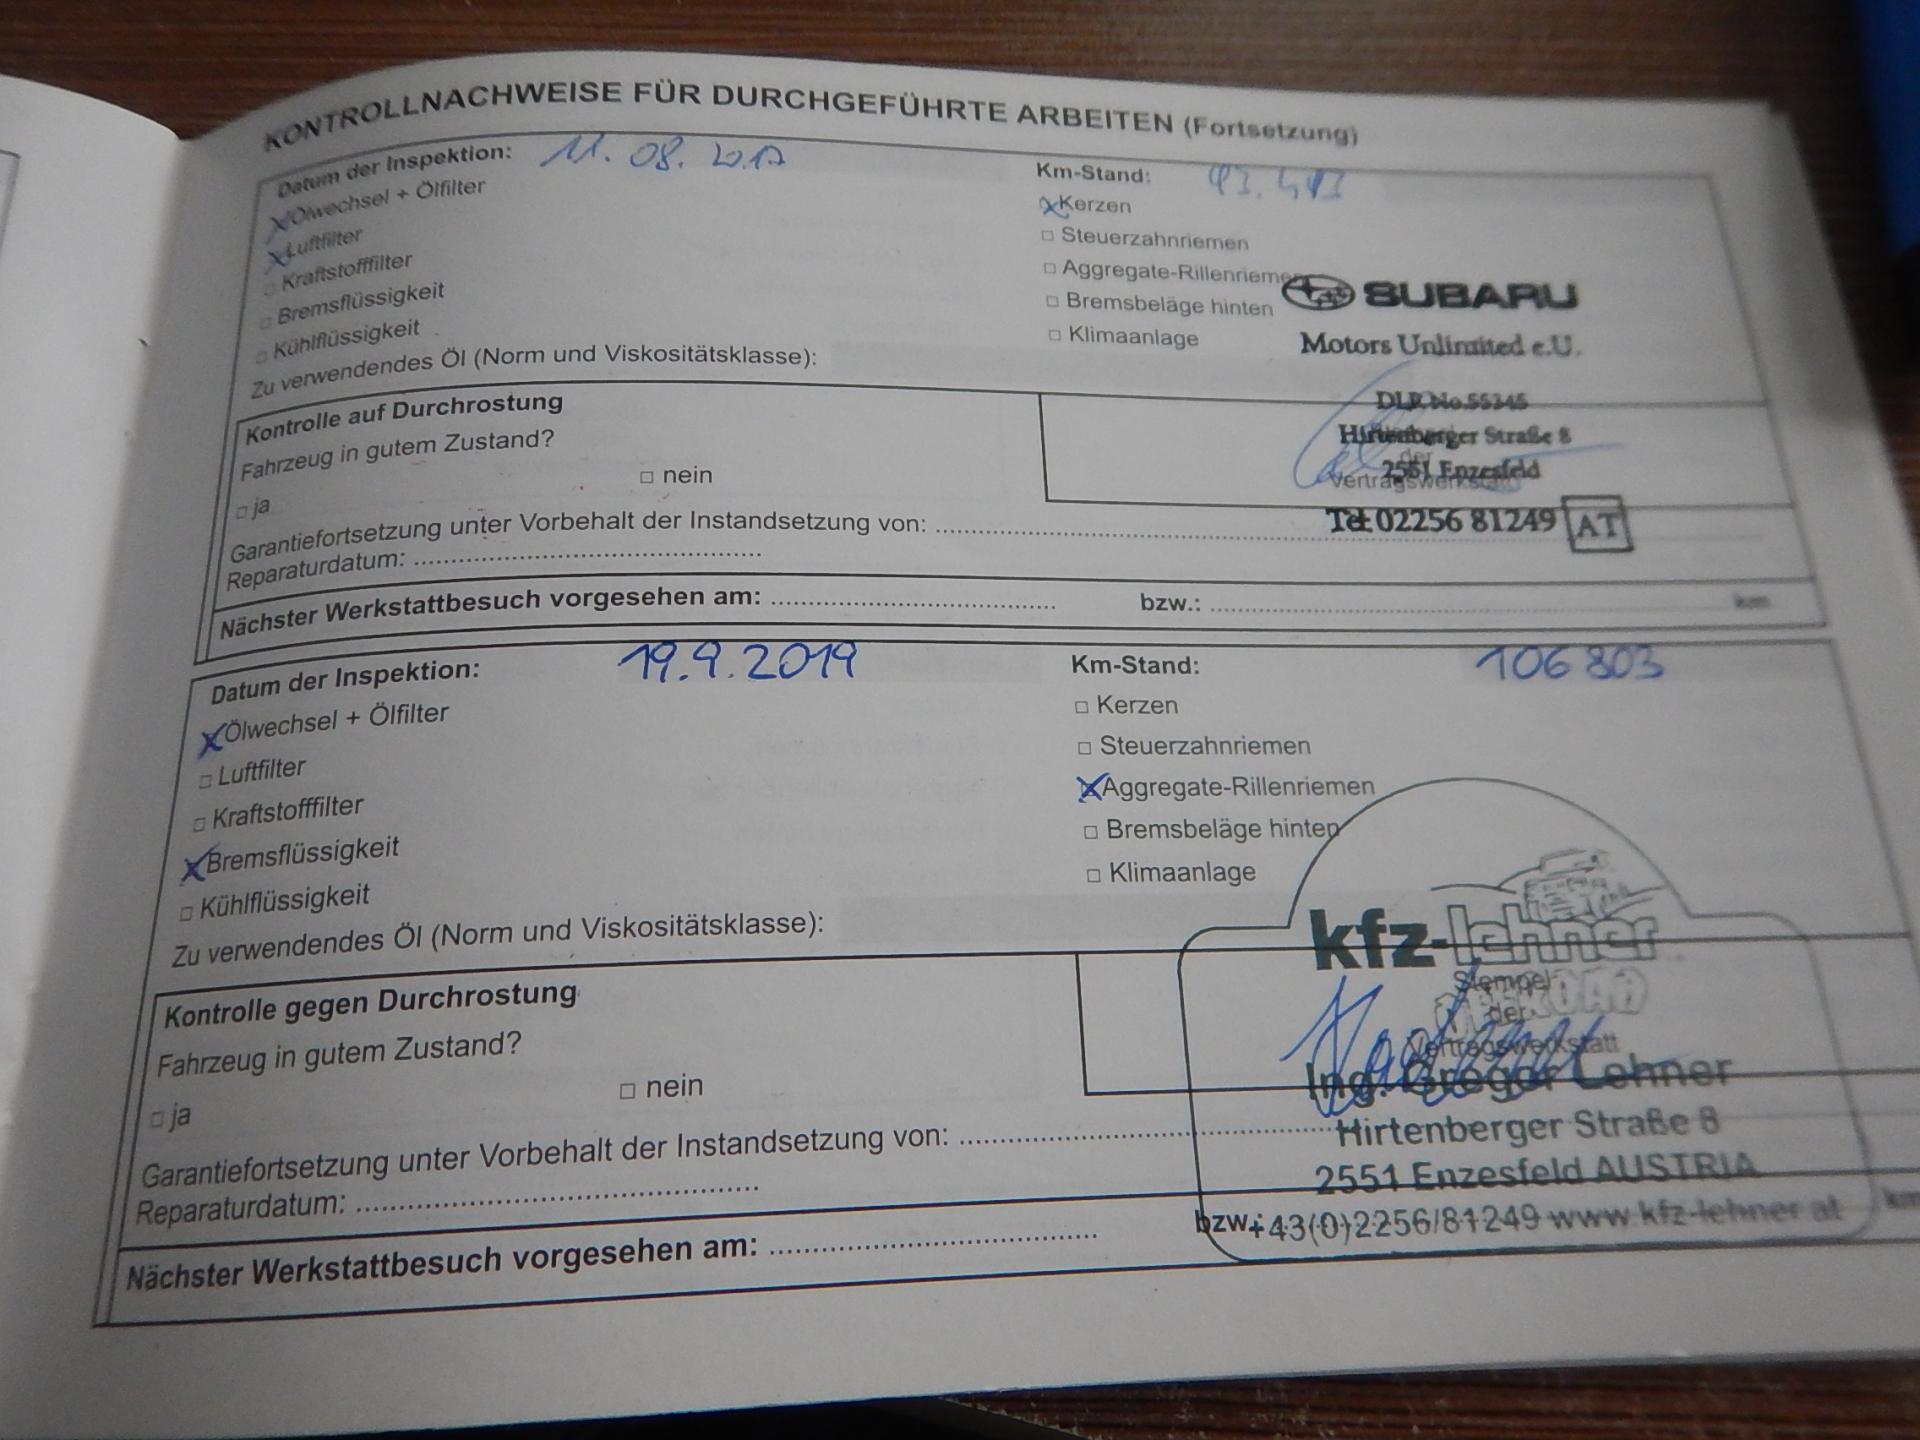 KONTROLLNACHWEISE FÜR DURCHGEFÜHRTE ARBEITEN (Fortsetzung)
Datum der Inspektion: 11. 08. 2017
Km-Stand:
Ölwechsel + Ölfilter
Kerzen
Luftfilter
Steuerzahnriemen
Kraftstofffilter
Aggregate-Rillenriemen
Bremsflüssigkeit
Bremsbeläge hinten
Kühlflüssigkeit
Klimaanlage
SUBARU
Motors Unlimited e.U.
Zu verwendendes Öl (Norm und Viskositätsklasse):
Kontrolle auf Durchrostung
DLR No.55345
Fahrzeug in gutem Zustand?
Hirtenberger Straße 8
der
2551 Enzesfeld
Vertragswerkstatt
ja
nein
Tel: 02256 81249 AT
Garantiefortsetzung unter Vorbehalt der Instandsetzung von:
Reparaturdatum:
Nächster Werkstattbesuch vorgesehen am: bzw.: km
Datum der Inspektion: 19.9.2019
Km-Stand: 106 803
Ölwechsel + Ölfilter
Kerzen
Luftfilter
Steuerzahnriemen
Kraftstofffilter
Aggregate-Rillenriemen
Bremsflüssigkeit
Bremsbeläge hinten
Kühlflüssigkeit
Klimaanlage
Zu verwendendes Öl (Norm und Viskositätsklasse):
kfz-lehner
Kontrolle gegen Durchrostung
Stempel
der
Vertragswerkstatt
Fahrzeug in gutem Zustand?
Ing. Gregor Lehner
ja
nein
Hirtenberger Straße 8
Garantiefortsetzung unter Vorbehalt der Instandsetzung von:
2551 Enzesfeld AUSTRIA
Reparaturdatum:
+43(0)2256/81249 www.kfz-lehner.at
Nächster Werkstattbesuch vorgesehen am: bzw.: km